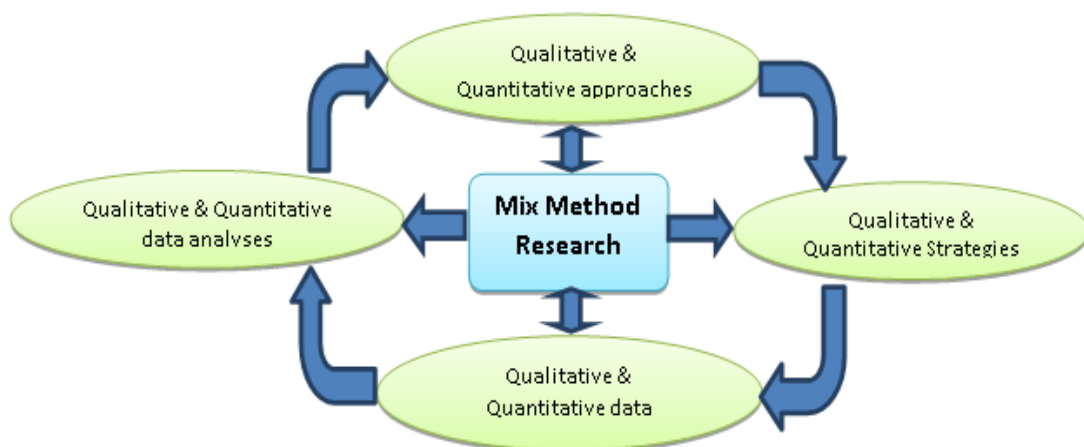 Qualitative &
Quantitative approaches
Mix Method
Research
Qualitative & Quantitative
data analyses
Qualitative &
Quantitative Strategies
Qualitative &
Quantitative data